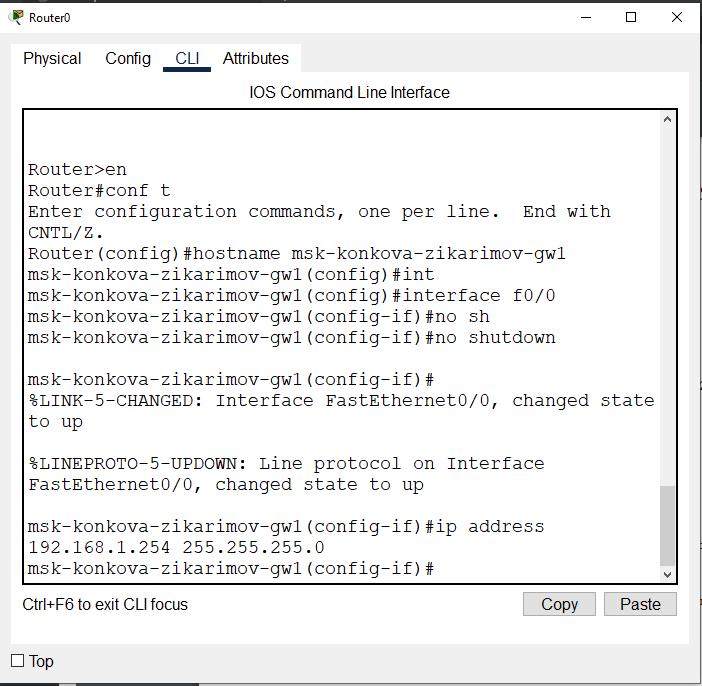 Router0
Physical Config CLI Attributes
IOS Command Line Interface
Router>en
Router#conf t
Enter configuration commands, one per line.  End with
CNTL/Z.
Router(config)#hostname msk-konkova-zikarimov-gw1
msk-konkova-zikarimov-gw1(config)#int
msk-konkova-zikarimov-gw1(config)#interface f0/0
msk-konkova-zikarimov-gw1(config-if)#no sh
msk-konkova-zikarimov-gw1(config-if)#no shutdown
msk-konkova-zikarimov-gw1(config-if)#
%LINK-5-CHANGED: Interface FastEthernet0/0, changed state
to up
%LINEPROTO-5-UPDOWN: Line protocol on Interface
FastEthernet0/0, changed state to up
msk-konkova-zikarimov-gw1(config-if)#ip address
192.168.1.254 255.255.255.0
msk-konkova-zikarimov-gw1(config-if)#
Ctrl+F6 to exit CLI focus
Copy Paste
Top